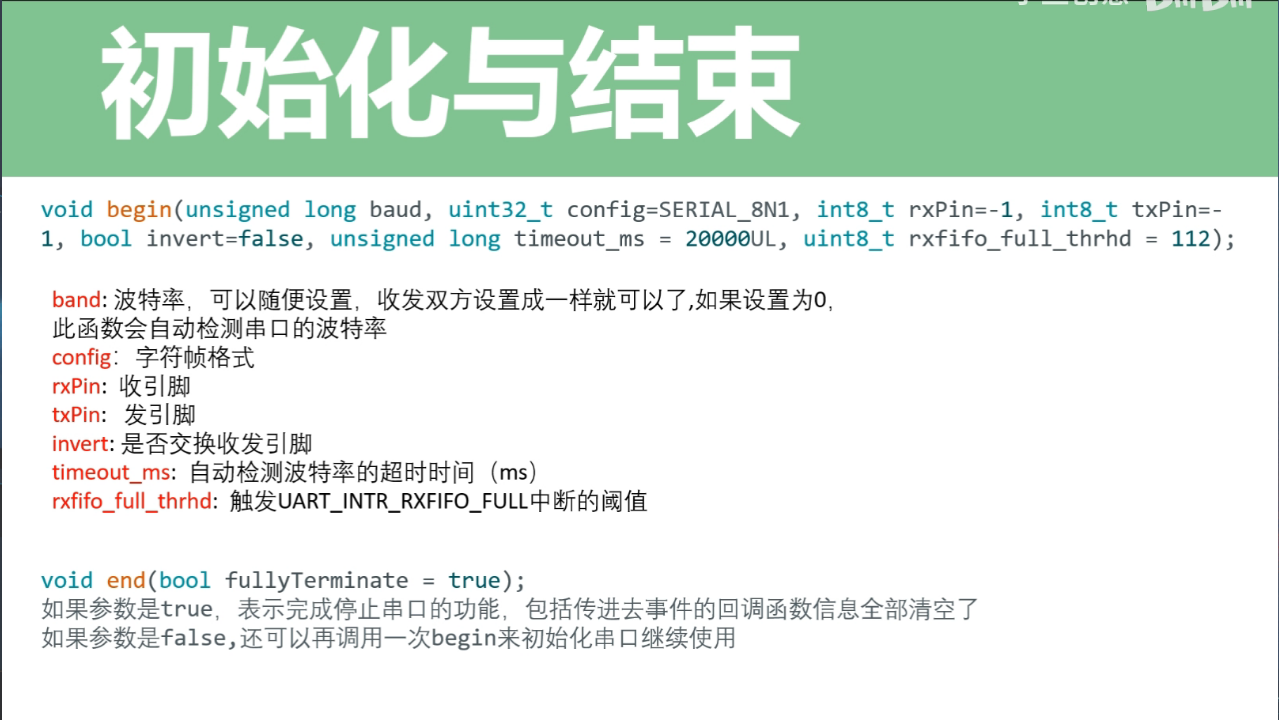 初始化与结束
void begin(unsigned long baud, uint32_t config=SERIAL_8N1, int8_t rxPin=-1, int8_t txPin=-
1, bool invert=false, unsigned long timeout_ms = 20000UL, uint8_t rxfifo_full_thrhd = 112);
band: 波特率，可以随便设置，收发双方设置成一样就可以了,如果设置为0，
此函数会自动检测串口的波特率
config：字符帧格式
rxPin: 收引脚
txPin: 发引脚
invert: 是否交换收发引脚
timeout_ms: 自动检测波特率的超时时间（ms）
rxfifo_full_thrhd: 触发UART_INTR_RXFIFO_FULL中断的阈值
void end(bool fullyTerminate = true);
如果参数是true，表示完成停止串口的功能，包括传进去事件的回调函数信息全部清空了
如果参数是false,还可以再调用一次begin来初始化串口继续使用